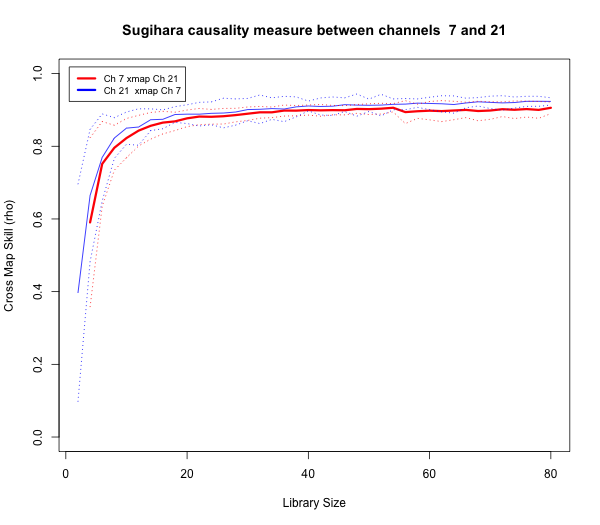 Sugihara causality measure between channels  7 and 21
Ch 7 xmap Ch 21
Ch 21  xmap Ch 7
Cross Map Skill (rho)
1.0
0.8
0.6
0.4
0.2
0.0
0 20 40 60 80
Library Size